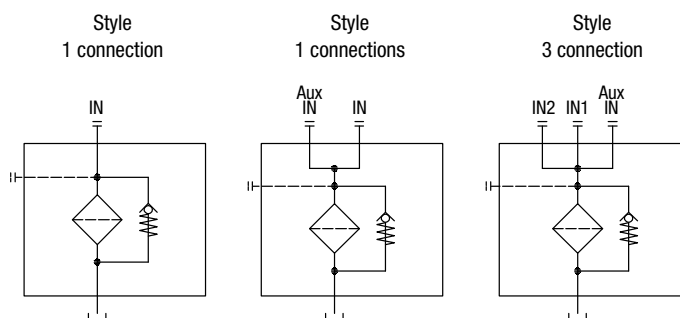 Style
1 connection
IN
Style
1 connections
Aux
IN IN
Style
3 connection
Aux
IN2 IN1 IN